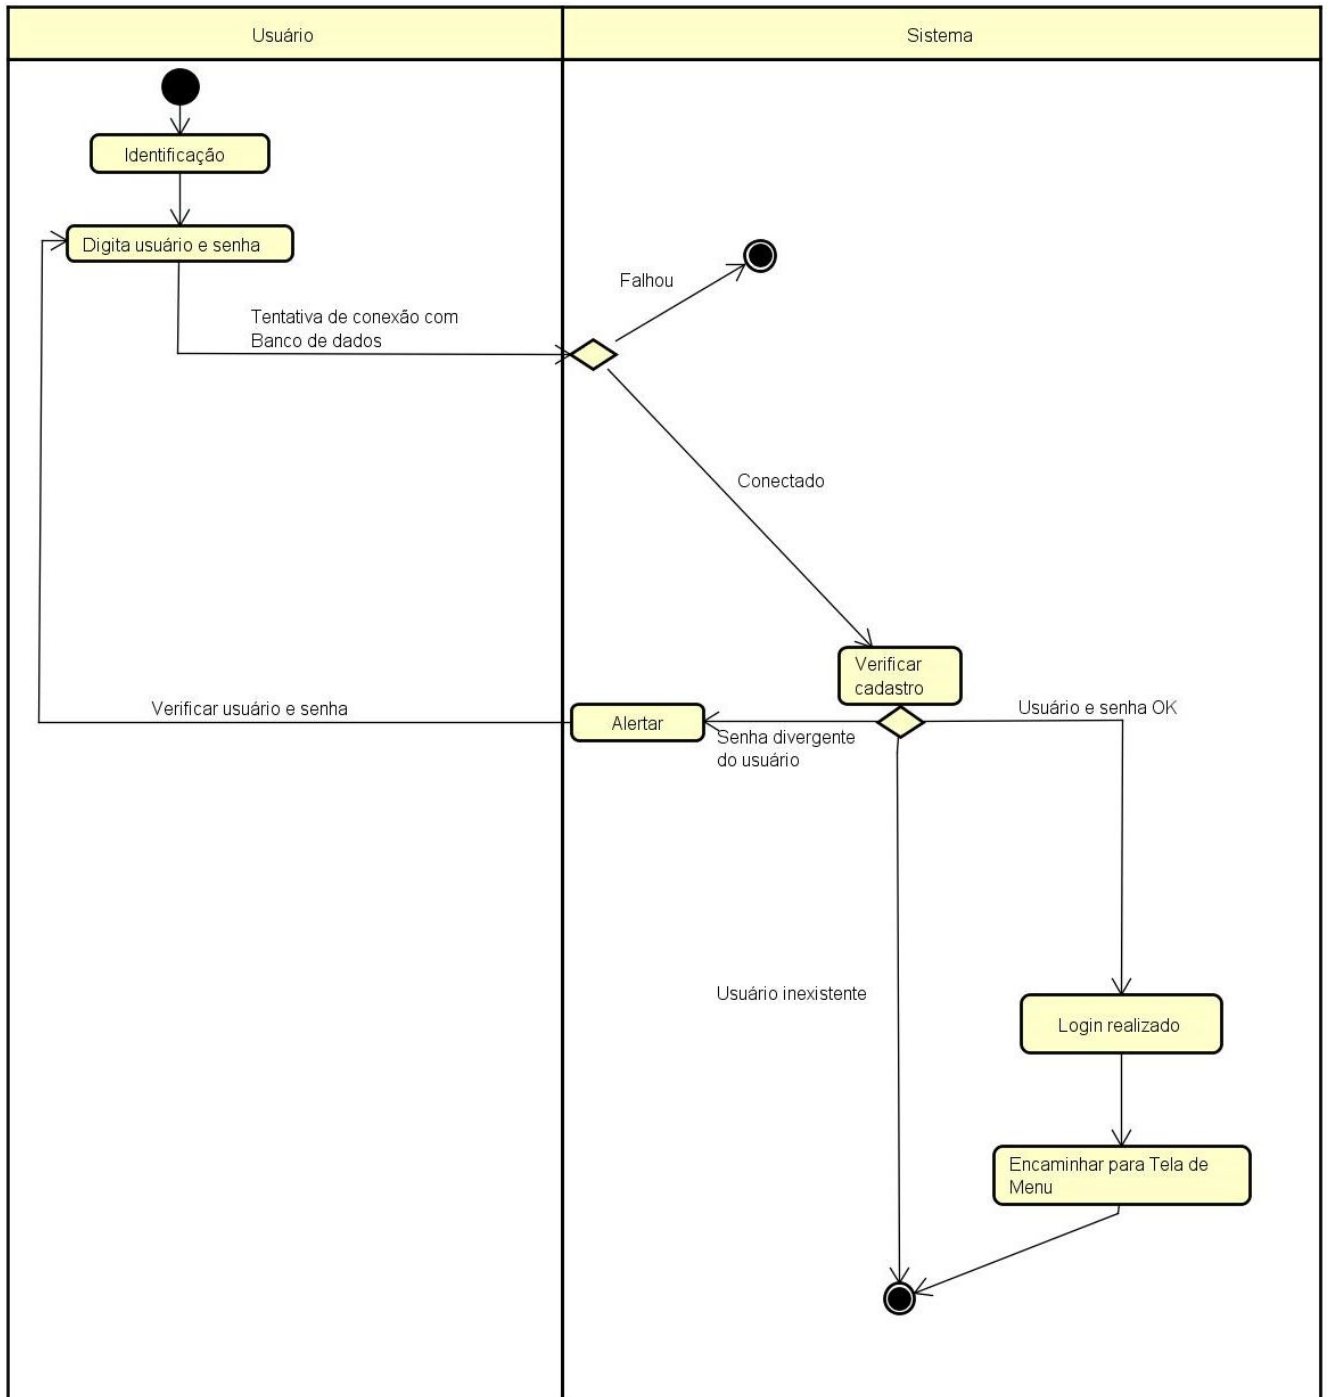 Usuário
Sistema
Identificação
Digita usuário e senha
Falhou
Tentativa de conexão com
Banco de dados
Conectado
Verificar
cadastro
Verificar usuário e senha
Alertar
Senha divergente
do usuário
Usuário e senha OK
Usuário inexistente
Login realizado
Encaminhar para Tela de
Menu